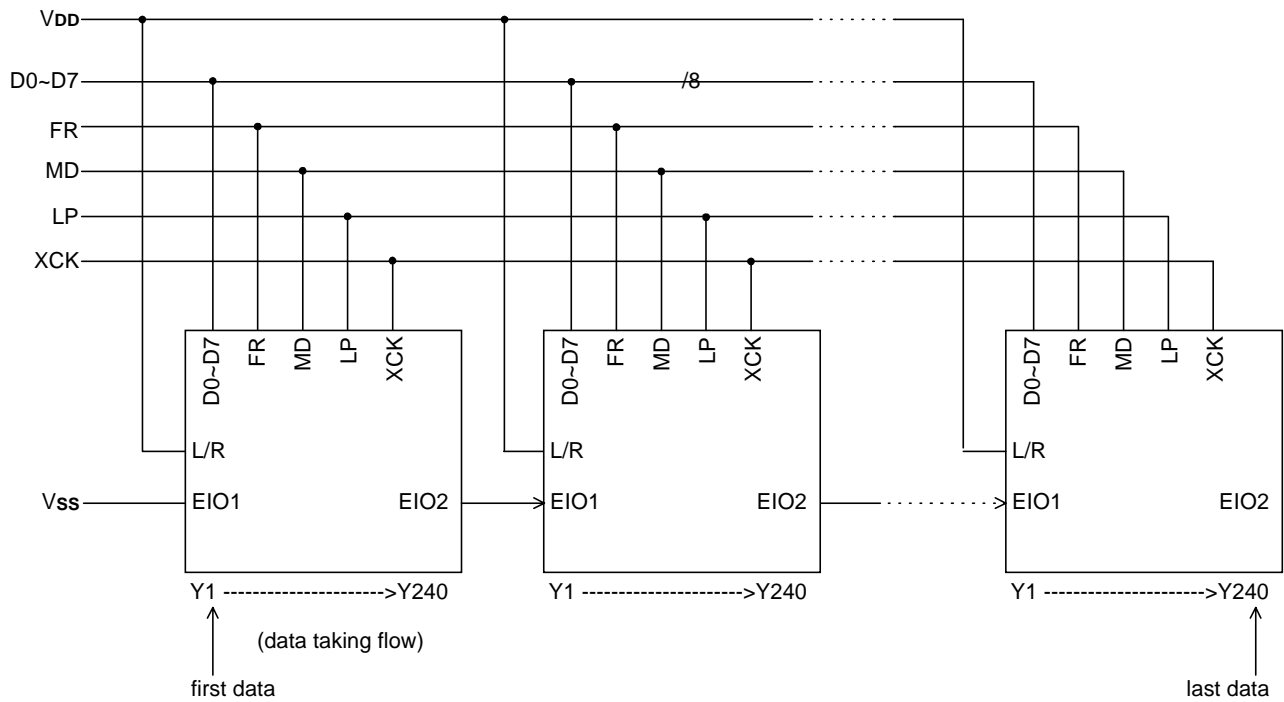 VDD
D0~D7
/8
FR
MD
LP
XCK
D0~D7 FR MD LP XCK
D0~D7 FR MD LP XCK
D0~D7 FR MD LP XCK
L/R
L/R
L/R
VSS
EIO1 EIO2
EIO1 EIO2
EIO1 EIO2
Y1 ----------------------->Y240
Y1 ----------------------->Y240
Y1 ----------------------->Y240
(data taking flow)
first data
last data